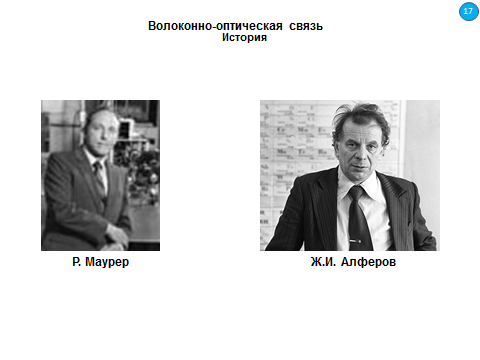 17
Волоконно-оптическая связь
История
Р. Маурер
Ж.И. Алферов